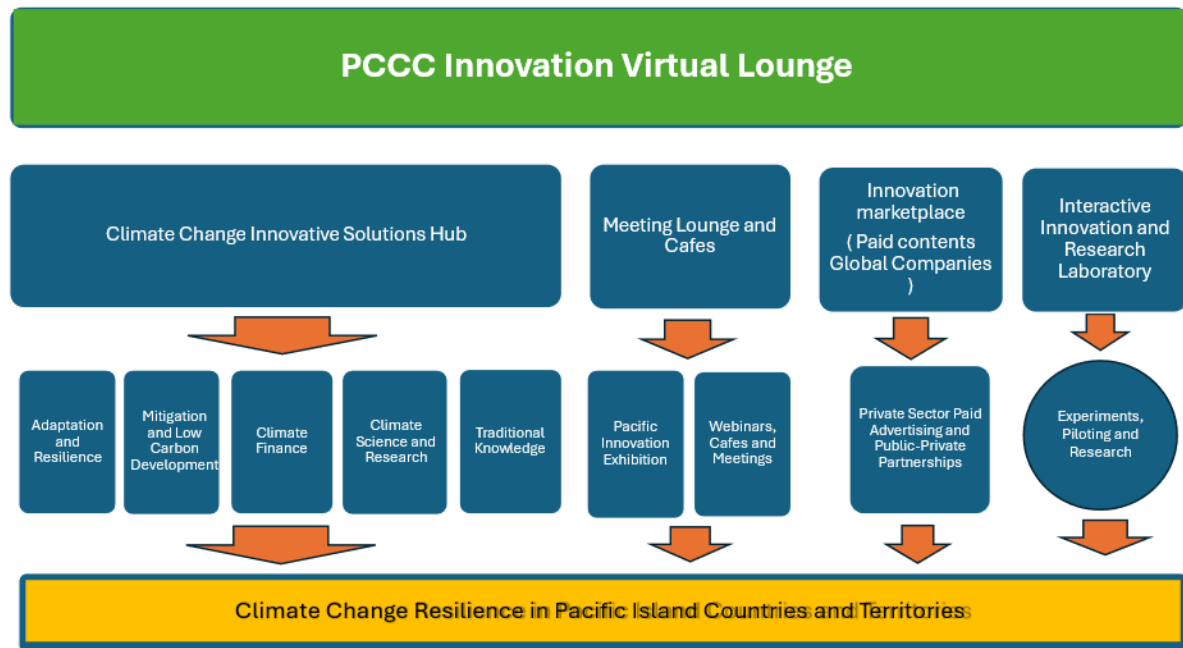 PCCC Innovation Virtual Lounge
Climate Change Innovative Solutions Hub
Meeting Lounge and
Cafes
Innovation
marketplace
( Paid contents
Global Companies
)
Interactive
Innovation and
Research
Laboratory
Adaptation
and
Resilience
Mitigation
and Low
Carbon
Development
Climate
Finance
Climate
Science and
Research
Traditional
Knowledge
Pacific
Innovation
Exhibition
Webinars,
Cafes and
Meetings
Private Sector Paid
Advertising and
Public-Private
Partnerships
Experiments,
Piloting and
Research
Climate Change Resilience in Pacific Island Countries and Territories